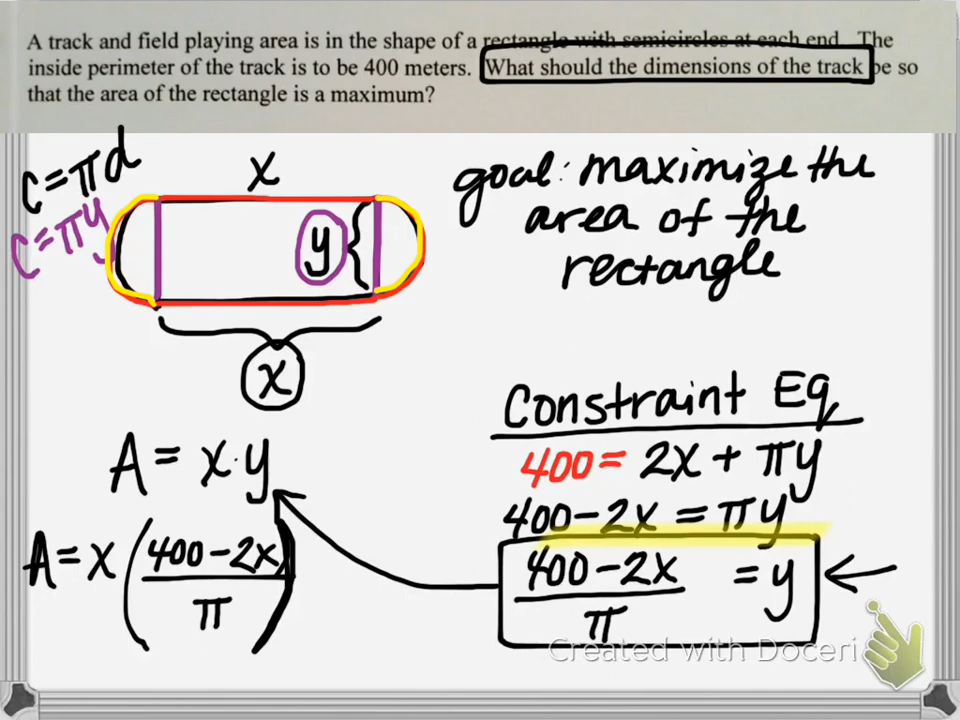 A track and field playing area is in the shape of a rectangle with semicircles at each end. The
inside perimeter of the track is to be 400 meters. What should the dimensions of the track be so
that the area of the rectangle is a maximum?
C = πd
C = πy
x
y
x
goal: maximize the
area of the
rectangle
Constraint Eq
400 = 2x + πy
400 - 2x = πy
400 - 2x / π = y
A = x · y
A = x (400 - 2x / π)
Created with Doceri